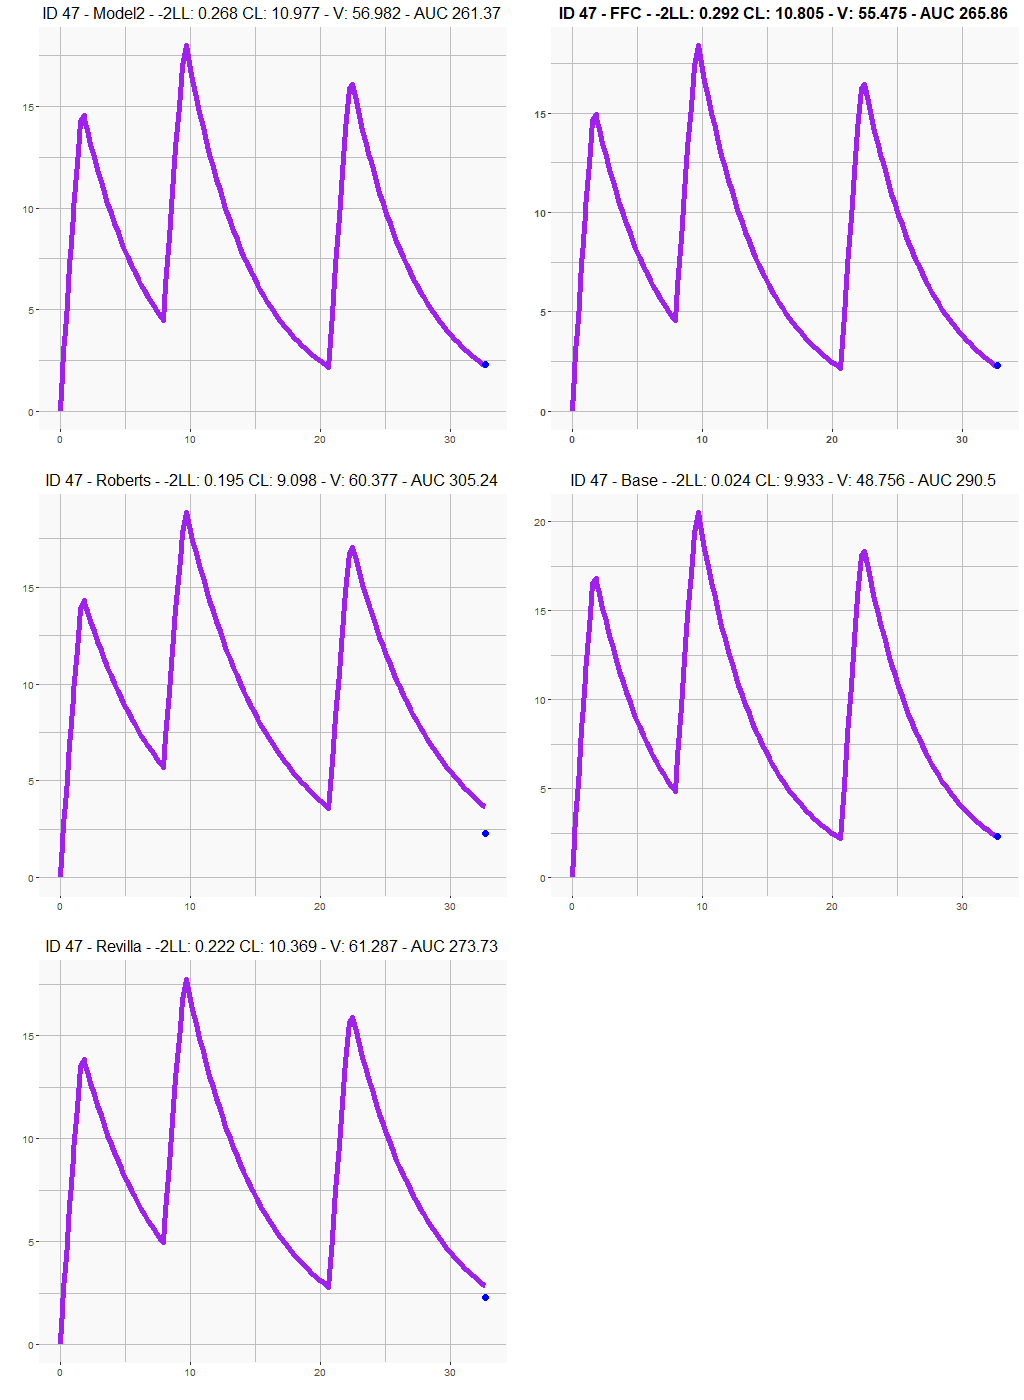 ID 47 - Model2 - -2LL: 0.268 CL: 10.977 - V: 56.982 - AUC 261.37
15
10
5
0
0 10 20 30
ID 47 - FFC - -2LL: 0.292 CL: 10.805 - V: 55.475 - AUC 265.86
15
10
5
0
0 10 20 30
ID 47 - Roberts - -2LL: 0.195 CL: 9.098 - V: 60.377 - AUC 305.24
15
10
5
0
0 10 20 30
ID 47 - Base - -2LL: 0.024 CL: 9.933 - V: 48.756 - AUC 290.5
20
15
10
5
0
0 10 20 30
ID 47 - Revilla - -2LL: 0.222 CL: 10.369 - V: 61.287 - AUC 273.73
15
10
5
0
0 10 20 30